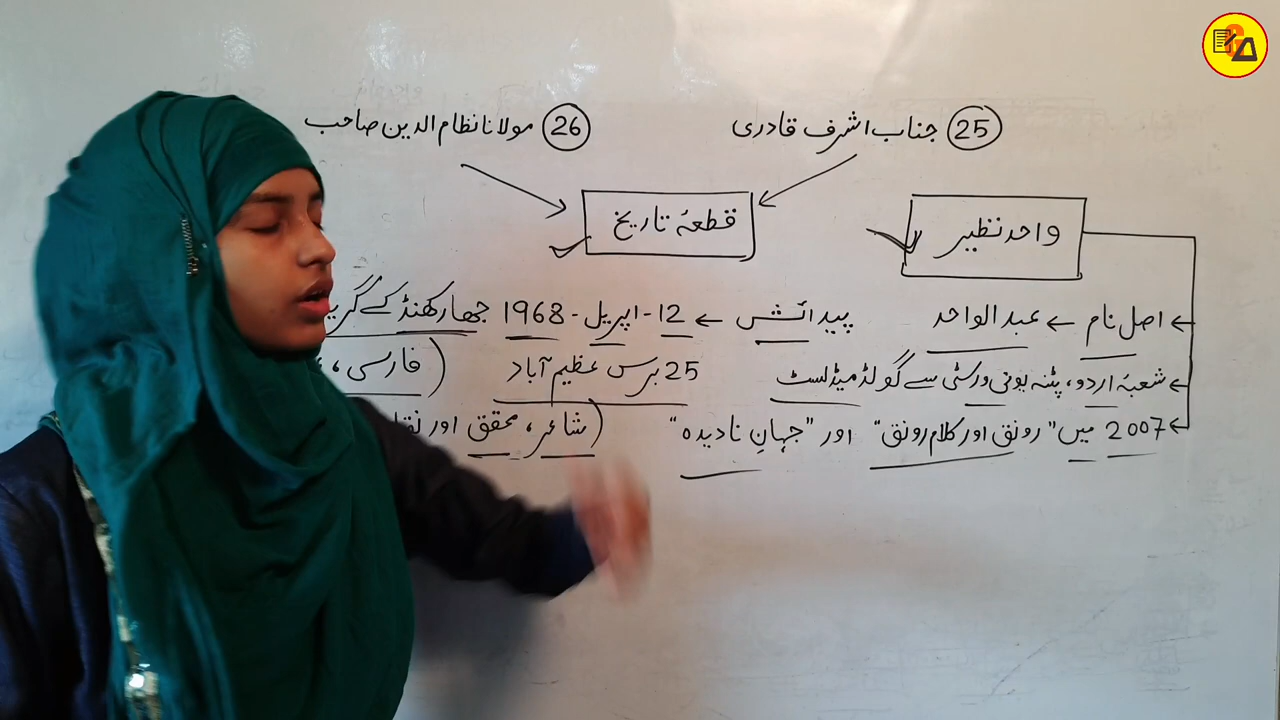 25 جناب اشرف قادری
26 مولانا نظام الدین صاحب
واحد نظیر
قطعۂ تاریخ
اصل نام ← عبدالواحد
پیدائش ← 12 - اپریل - 1968 جھارکھنڈ کے
شعبۂ اردو، پٹنہ یونی ورسٹی سے گولڈ میڈلسٹ
25 برس عظیم آباد
(فارسی،
2007 میں "رونق اور کلام رونق" اور "جہانِ نادیدہ"
(شاعر، محقق اور